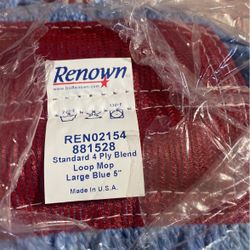 Renown
REN02154
881528
Standard 4 Ply Blend
Loop Mop
Large Blue 5"
Made In U.S.A.